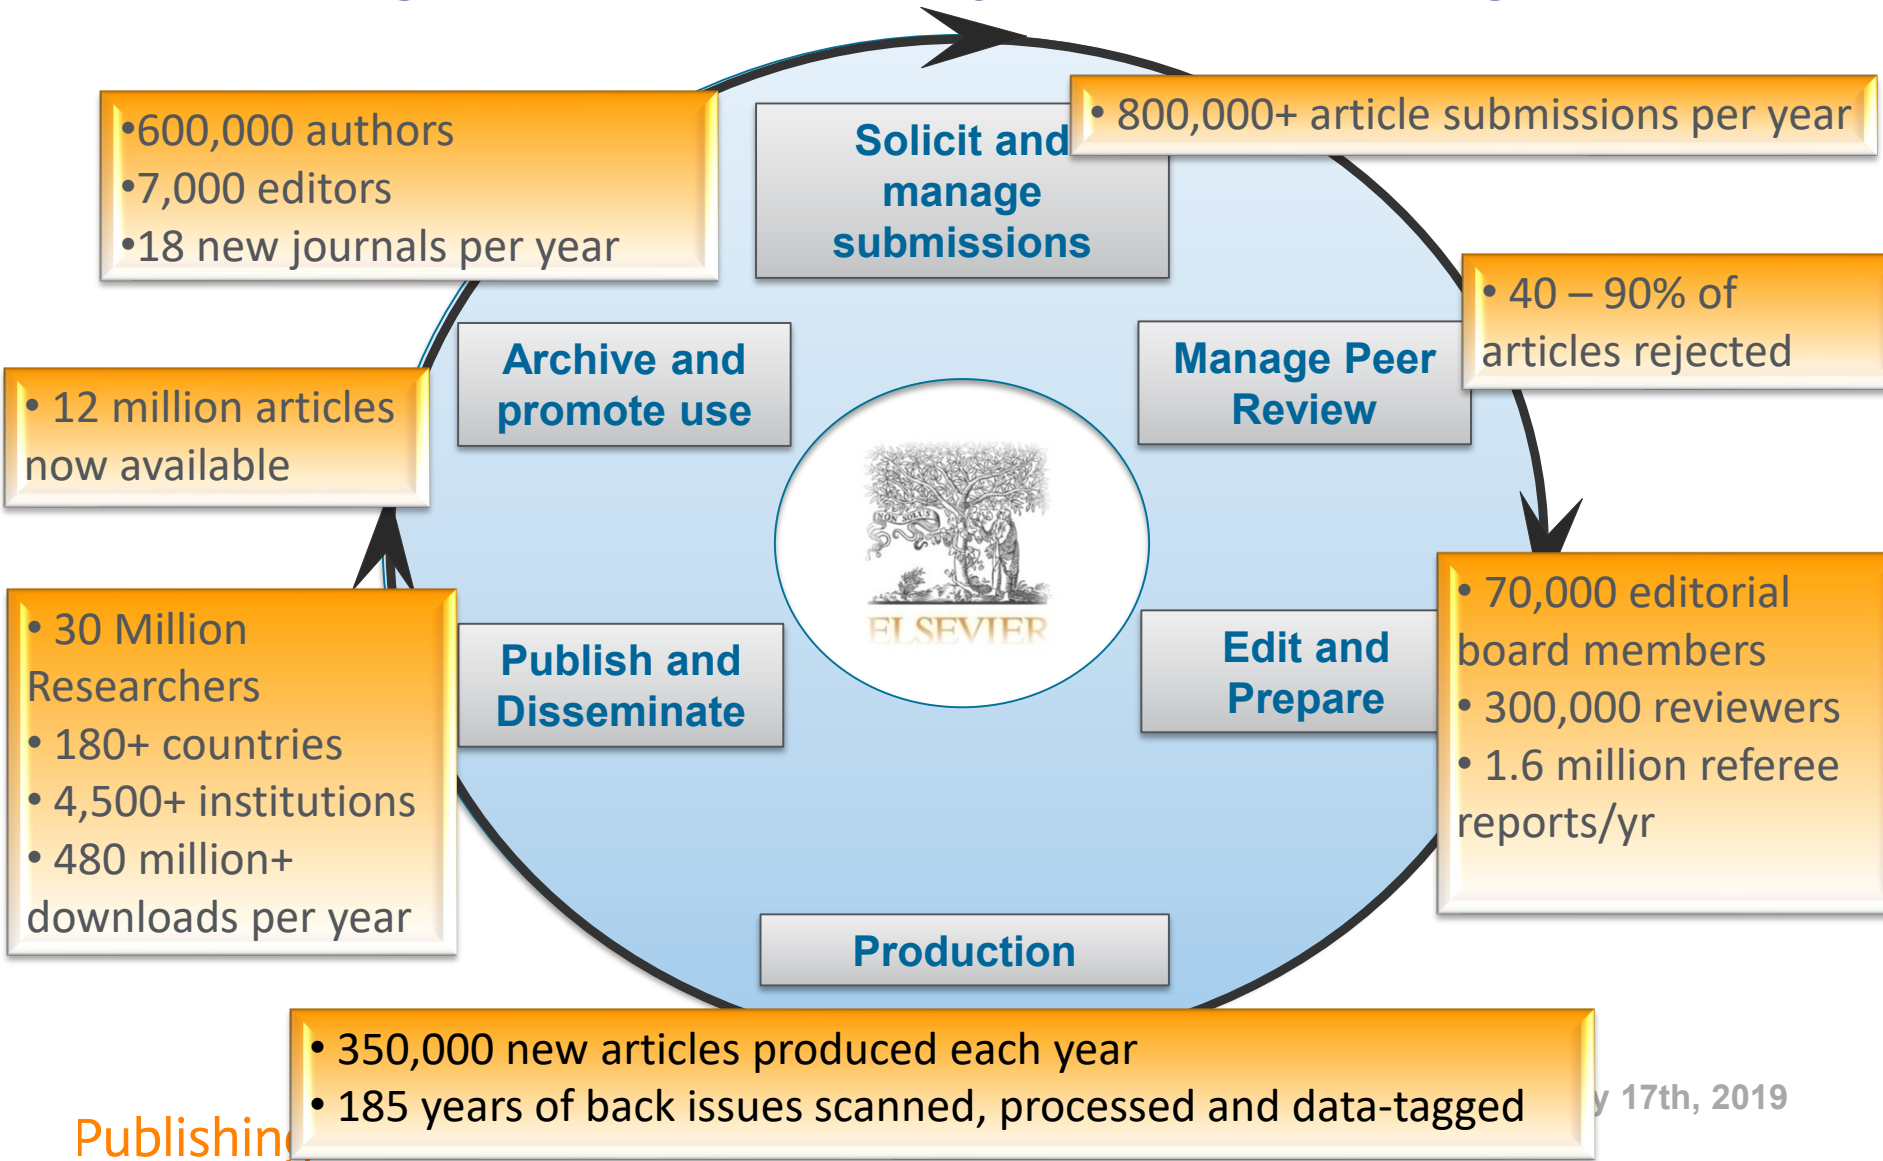 •600,000 authors
•7,000 editors
•18 new journals per year
Solicit and
manage
submissions
• 800,000+ article submissions per year
• 40 – 90% of
articles rejected
Archive and
promote use
Manage Peer
Review
• 12 million articles
now available
NON SOLUS
ELSEVIER
• 30 Million
Researchers
• 180+ countries
• 4,500+ institutions
• 480 million+
downloads per year
Publish and
Disseminate
Edit and
Prepare
• 70,000 editorial
board members
• 300,000 reviewers
• 1.6 million referee
reports/yr
Production
• 350,000 new articles produced each year
• 185 years of back issues scanned, processed and data-tagged
17th, 2019
Publishing